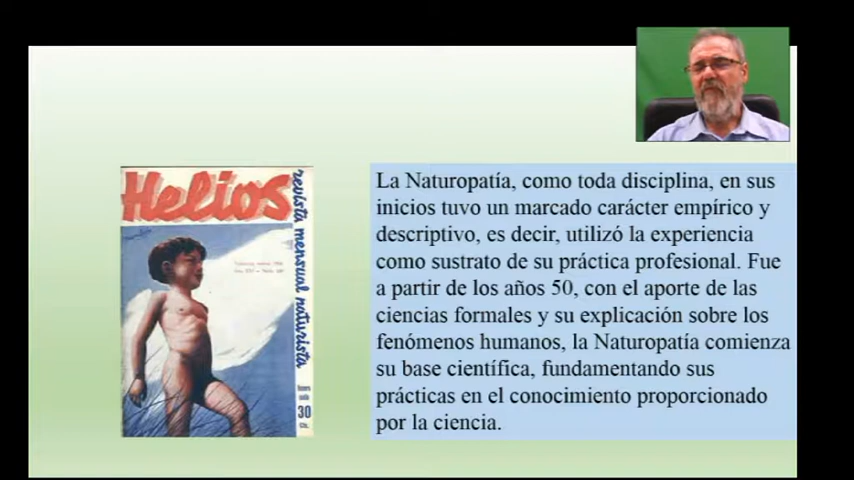 Helios
revista mensual naturista
30
La Naturopatía, como toda disciplina, en sus
inicios tuvo un marcado carácter empírico y
descriptivo, es decir, utilizó la experiencia
como sustrato de su práctica profesional. Fue
a partir de los años 50, con el aporte de las
ciencias formales y su explicación sobre los
fenómenos humanos, la Naturopatía comienza
su base científica, fundamentando sus
prácticas en el conocimiento proporcionado
por la ciencia.